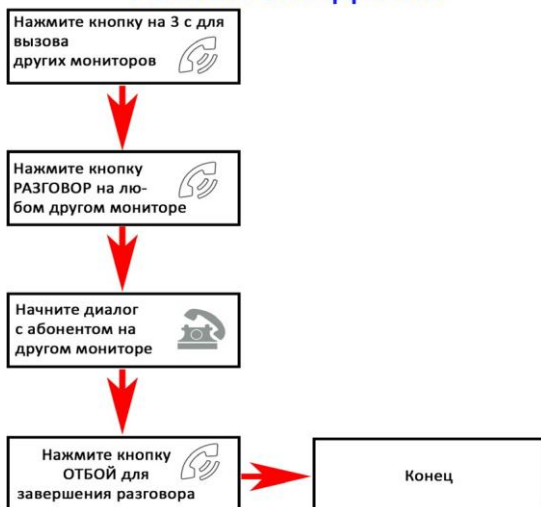 Нажмите кнопку на 3 с для
вызова
других мониторов
Нажмите кнопку
РАЗГОВОР на лю-
бом другом мониторе
Начните диалог
с абонентом на
другом мониторе
Нажмите кнопку
ОТБОЙ для
завершения разговора
Конец